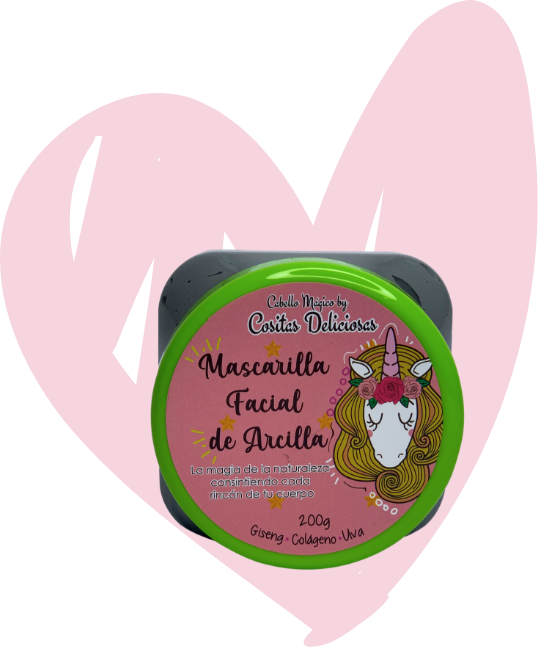 Cabello Mágico by
Cositas Deliciosas
Mascarilla
Facial
de Arcilla
La magia de la naturaleza
consintiendo cada
rincón de tu cuerpo
200g
Giseng • Colágeno • Uva